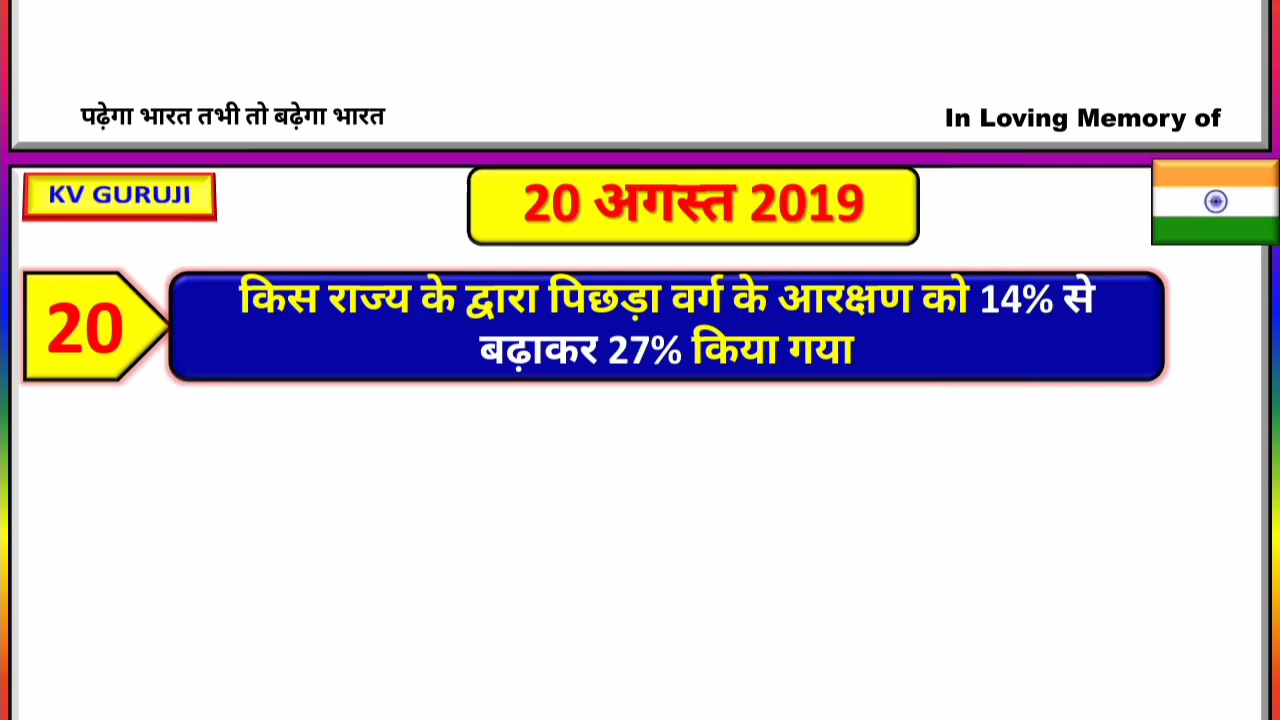 पढ़ेगा भारत तभी तो बढ़ेगा भारत
In Loving Memory of
KV GURUJI
20 अगस्त 2019
20
किस राज्य के द्वारा पिछड़ा वर्ग के आरक्षण को 14% से
बढ़ाकर 27% किया गया